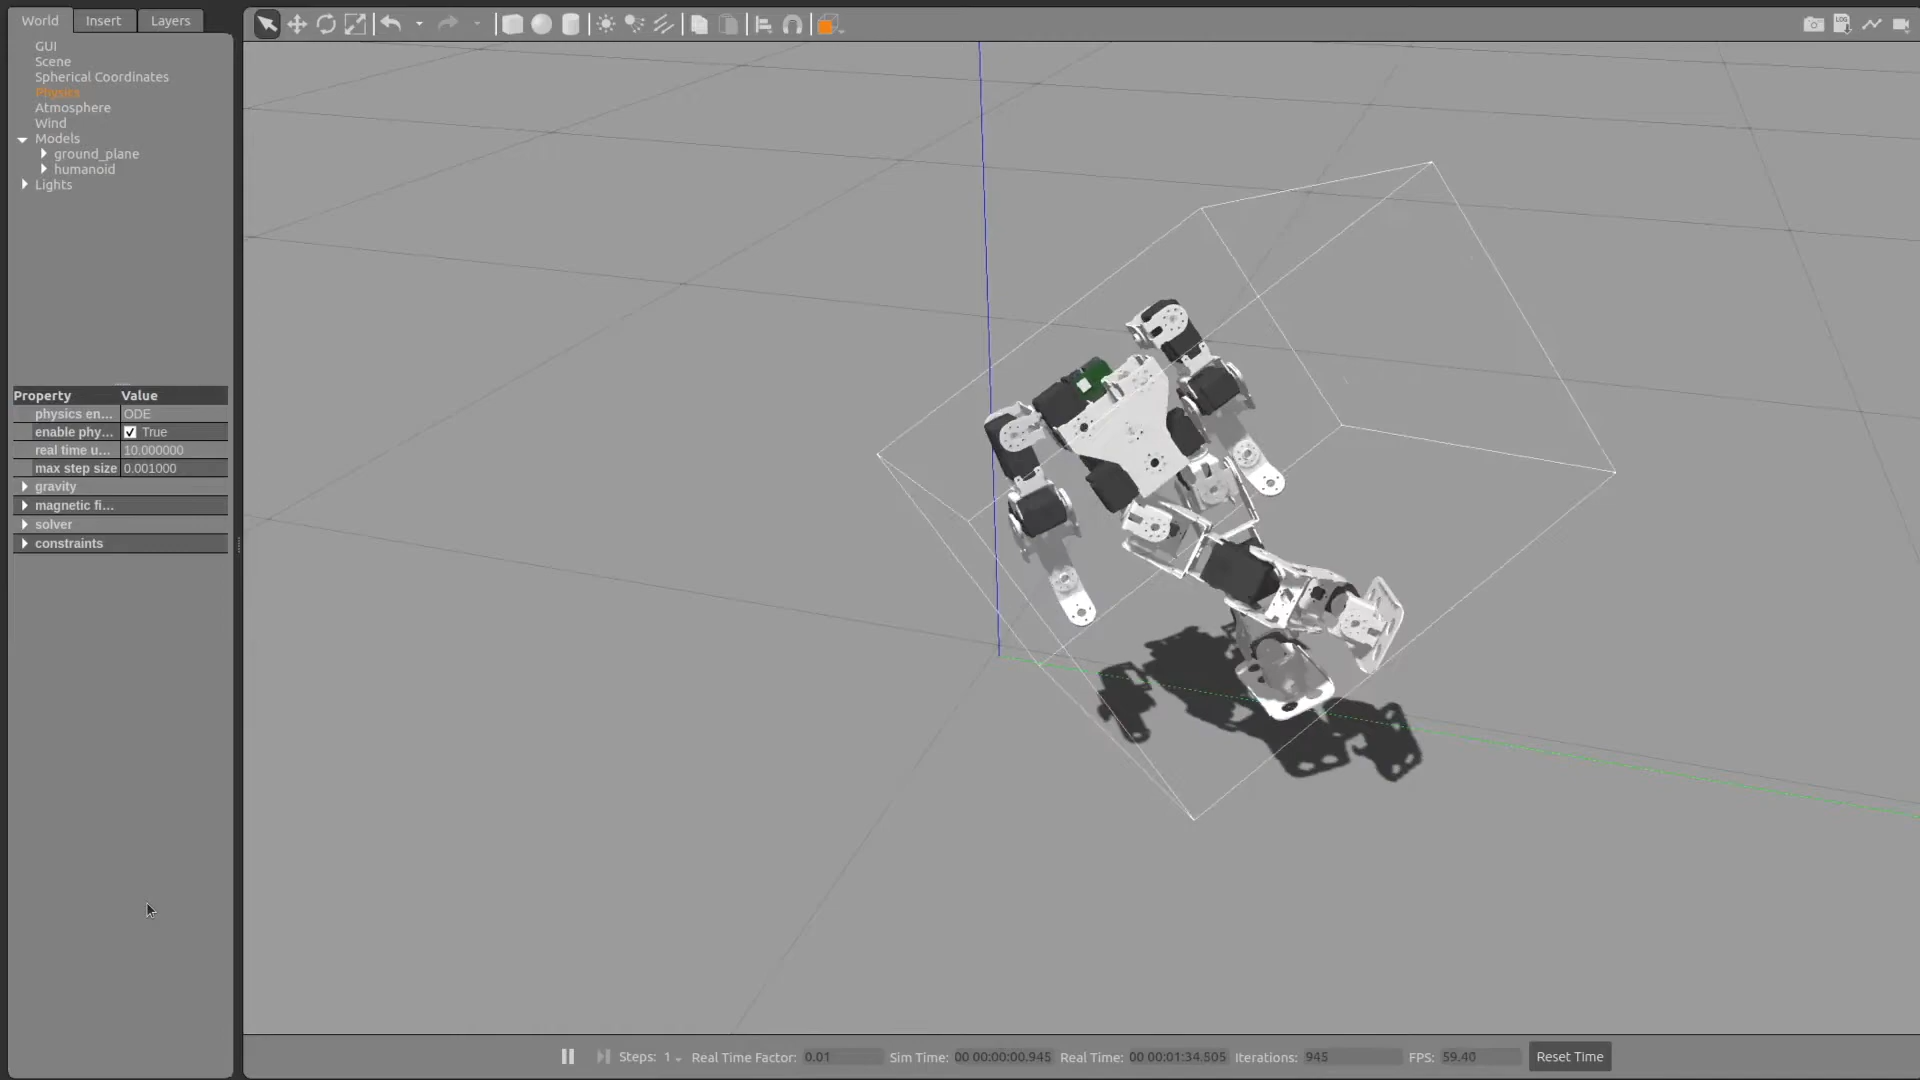 World Insert Layers
GUI
Scene
Spherical Coordinates
Physics
Atmosphere
Wind
Models
ground_plane
humanoid
Lights
Property Value
physics en... ODE
enable phy... True
real time u... 10.000000
max step size 0.001000
gravity
magnetic fi...
solver
constraints
LOG
Steps: 1 Real Time Factor: 0.01 Sim Time: 00 00:00:00.945 Real Time: 00 00:01:34.505 Iterations: 945 FPS: 59.40 Reset Time